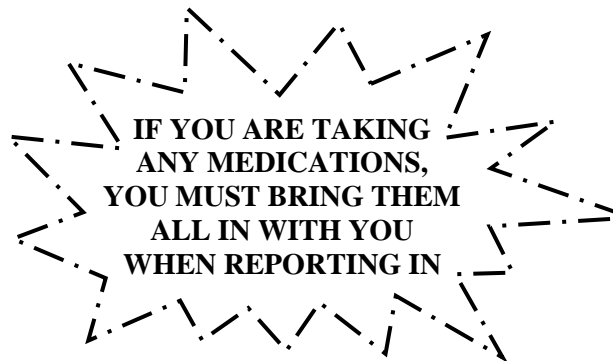 IF YOU ARE TAKING
ANY MEDICATIONS,
YOU MUST BRING THEM
ALL IN WITH YOU
WHEN REPORTING IN